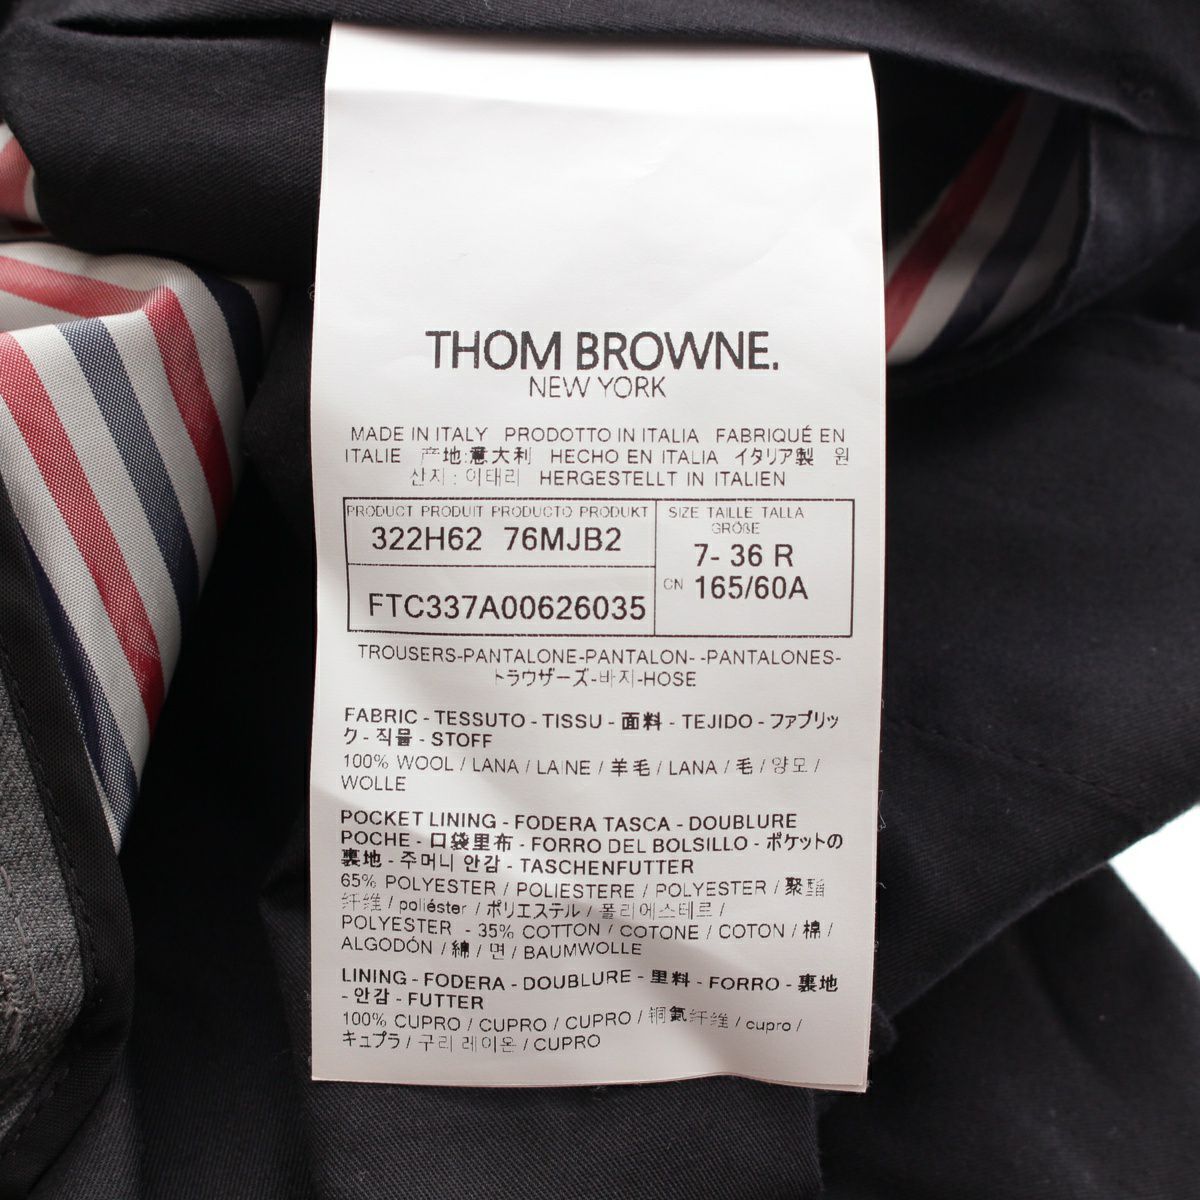 THOM BROWNE.
NEW YORK
MADE IN ITALY PRODOTTO IN ITALIA FABRIQUÉ EN
ITALIE 产地:意大利 HECHO EN ITALIA イタリア製 원
산지 : 이태리 HERGESTELLT IN ITALIEN
PRODUCT PRODUIT PRODUCTO PRODUKT
322H62 76MJB2
FTC337A00626035
SIZE TAILLE TALLA
GRÖßE
7- 36 R
CN 165/60A
TROUSERS-PANTALONE-PANTALON- -PANTALONES-
トラウザーズ-바지-HOSE
FABRIC - TESSUTO - TISSU - 面料 - TEJIDO - ファブリッ
ク - 직물 - STOFF
100% WOOL / LANA / LAINE / 羊毛 / LANA / 毛 / 양모 /
WOLLE
POCKET LINING - FODERA TASCA - DOUBLURE
POCHE - 口袋里布 - FORRO DEL BOLSILLO - ポケットの
裏地 - 주머니 안감 - TASCHENFUTTER
65% POLYESTER / POLIESTERE / POLYESTER / 聚酯
纤维 / poliéster / ポリエステル / 폴리에스테르 /
POLYESTER - 35% COTTON / COTONE / COTON / 棉 /
ALGODÓN / 綿 / 면 / BAUMWOLLE
LINING - FODERA - DOUBLURE - 里料 - FORRO - 裏地
- 안감 - FUTTER
100% CUPRO / CUPRO / CUPRO / 铜氨纤维 / cupro /
キュプラ / 구리 레이온 / CUPRO